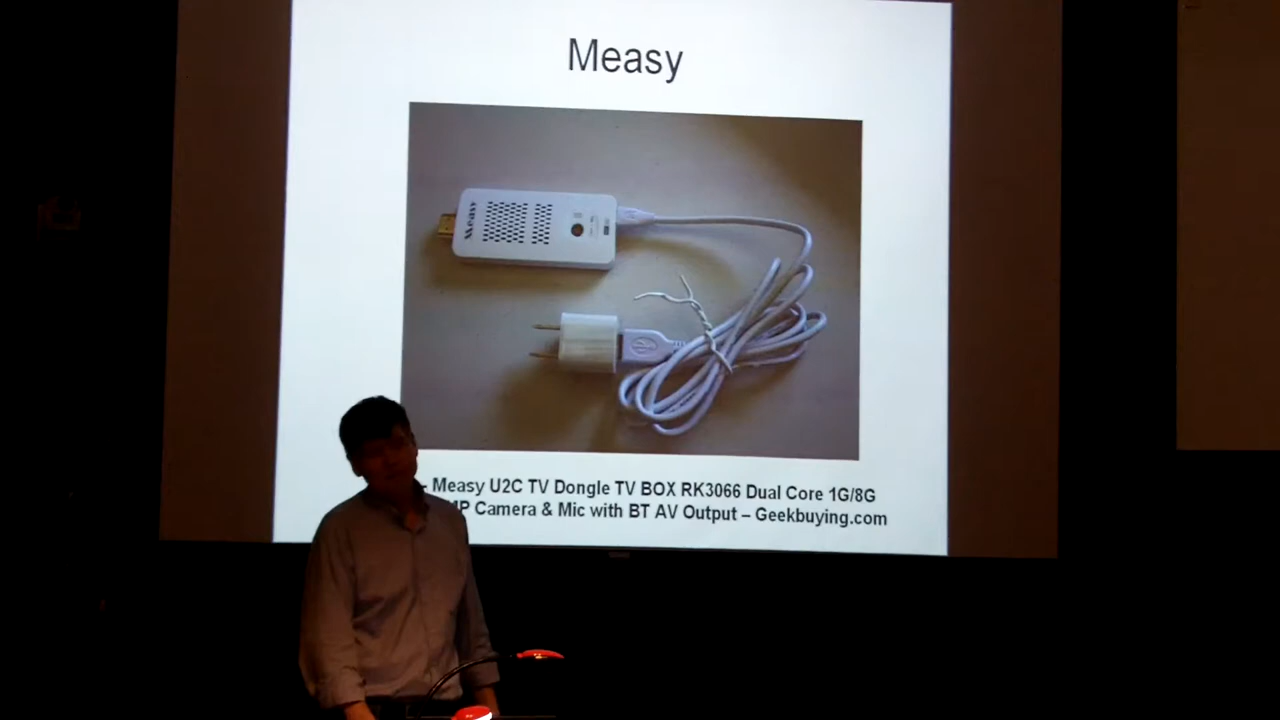 Measy
Measy
– Measy U2C TV Dongle TV BOX RK3066 Dual Core 1G/8G
MP Camera & Mic with BT AV Output – Geekbuying.com